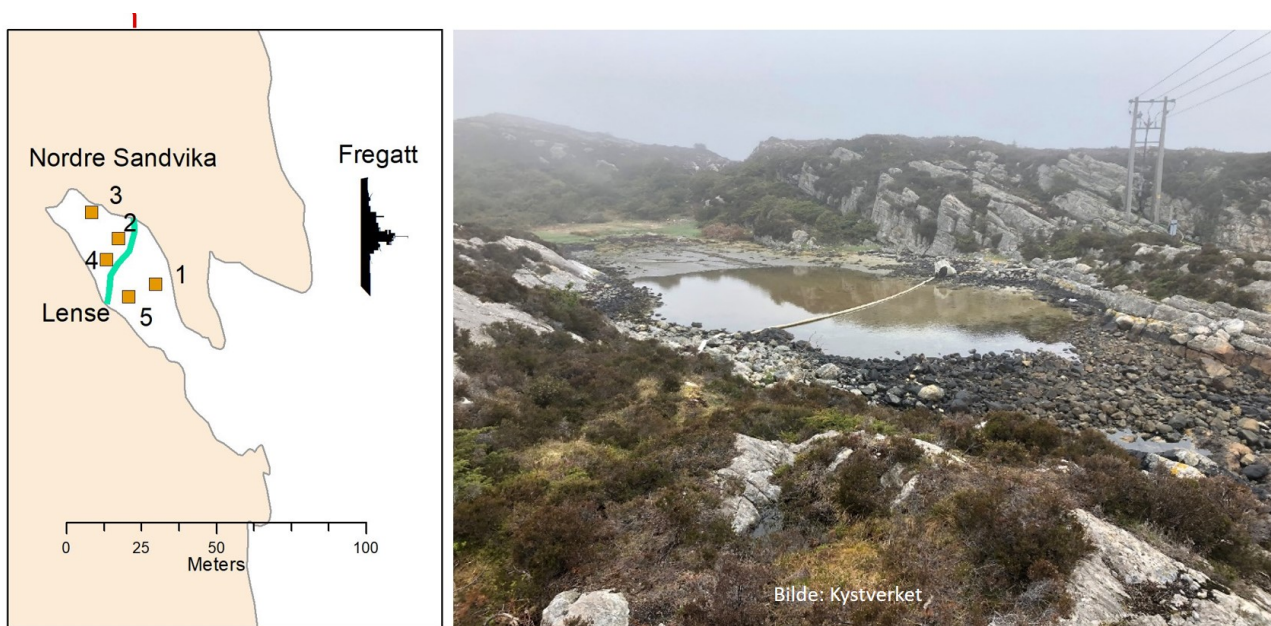 Nordre Sandvika
Fregatt
3
2
4
1
Lense
5
0 25 50 100
Meters
Bilde: Kystverket